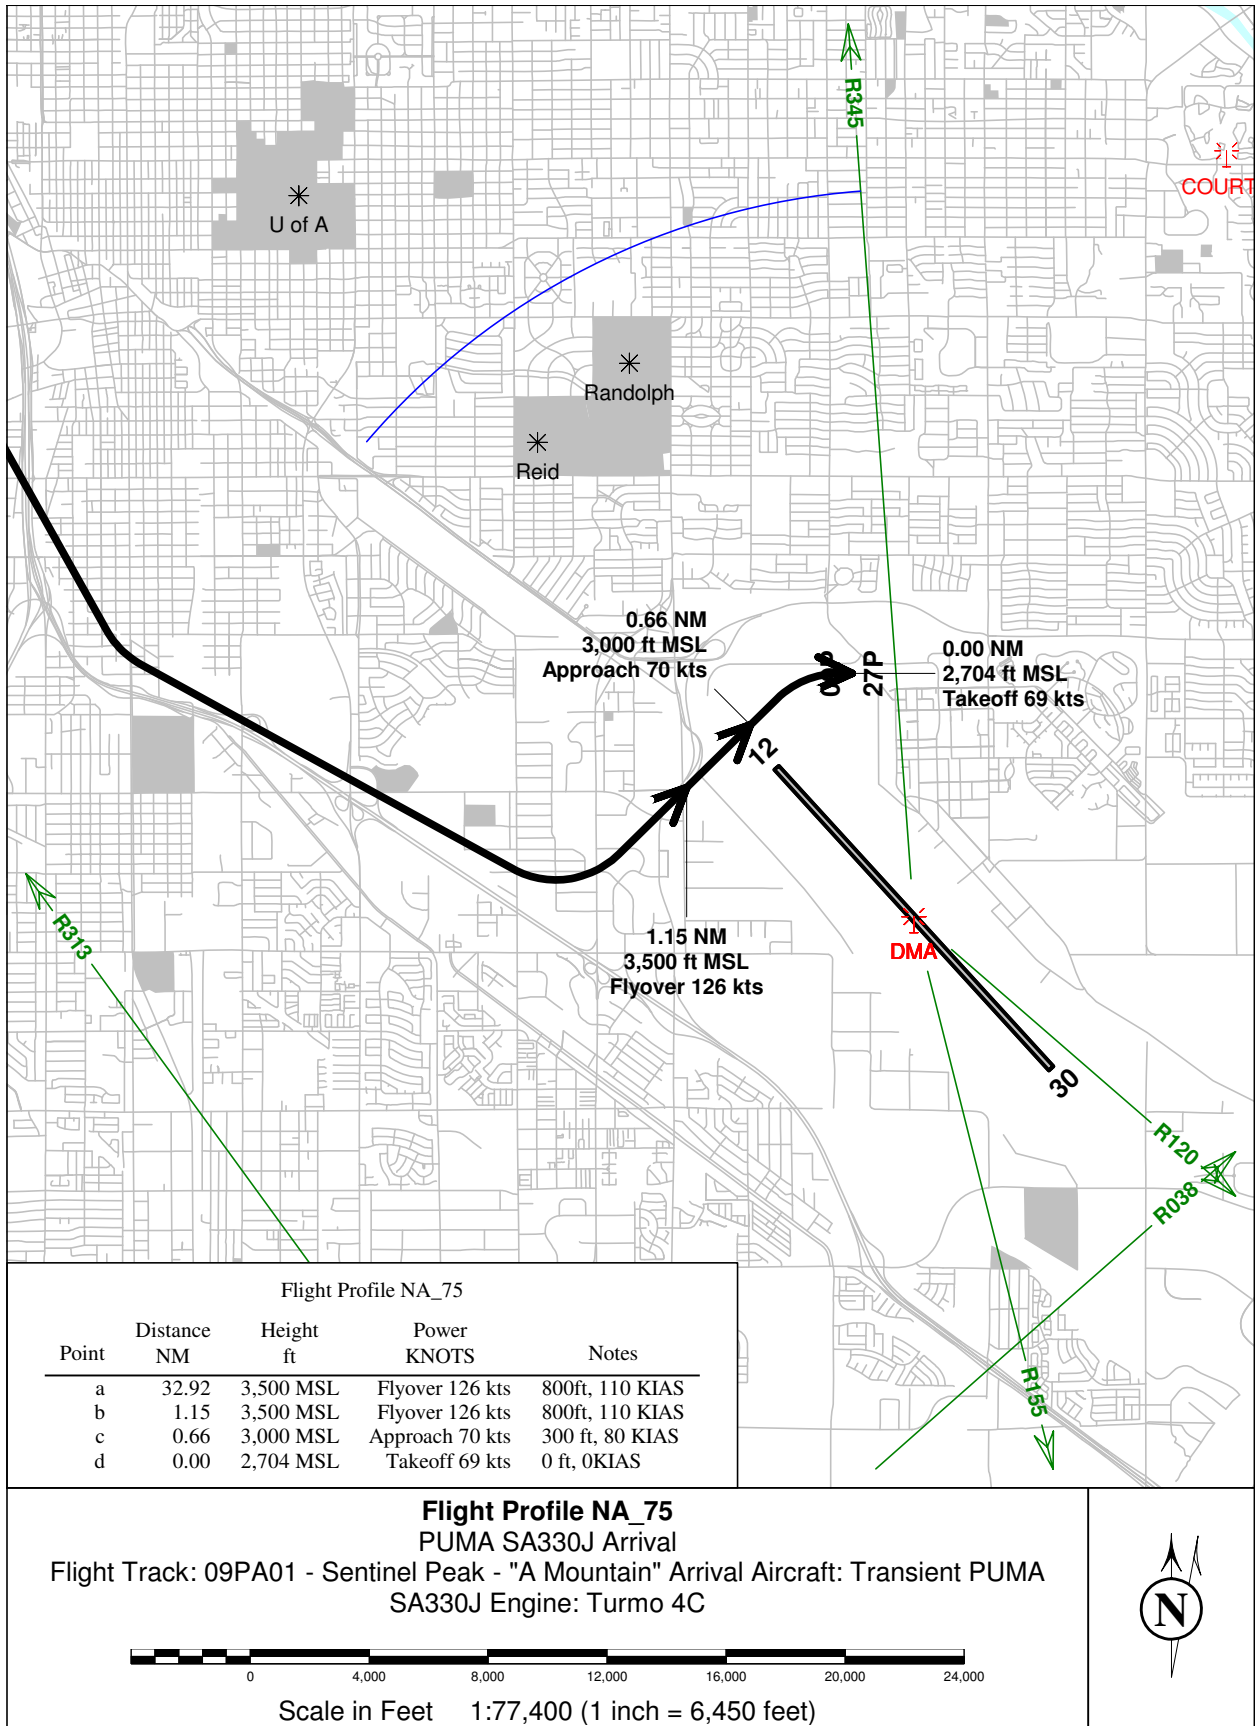 R345
COURT
U of A
Randolph
Reid
0.66 NM
3,000 ft MSL
Approach 70 kts
27P
0.00 NM
2,704 ft MSL
Takeoff 69 kts
12
R313
1.15 NM
3,500 ft MSL
Flyover 126 kts
DMA
30
R120
R038
R155
Flight Profile NA_75
Point Distance NM Height ft Power KNOTS Notes
a 32.92 3,500 MSL Flyover 126 kts 800ft, 110 KIAS
b 1.15 3,500 MSL Flyover 126 kts 800ft, 110 KIAS
c 0.66 3,000 MSL Approach 70 kts 300 ft, 80 KIAS
d 0.00 2,704 MSL Takeoff 69 kts 0 ft, 0KIAS
Flight Profile NA_75
PUMA SA330J Arrival
Flight Track: 09PA01 - Sentinel Peak - "A Mountain" Arrival Aircraft: Transient PUMA
SA330J Engine: Turmo 4C
N
0 4,000 8,000 12,000 16,000 20,000 24,000
Scale in Feet 1:77,400 (1 inch = 6,450 feet)